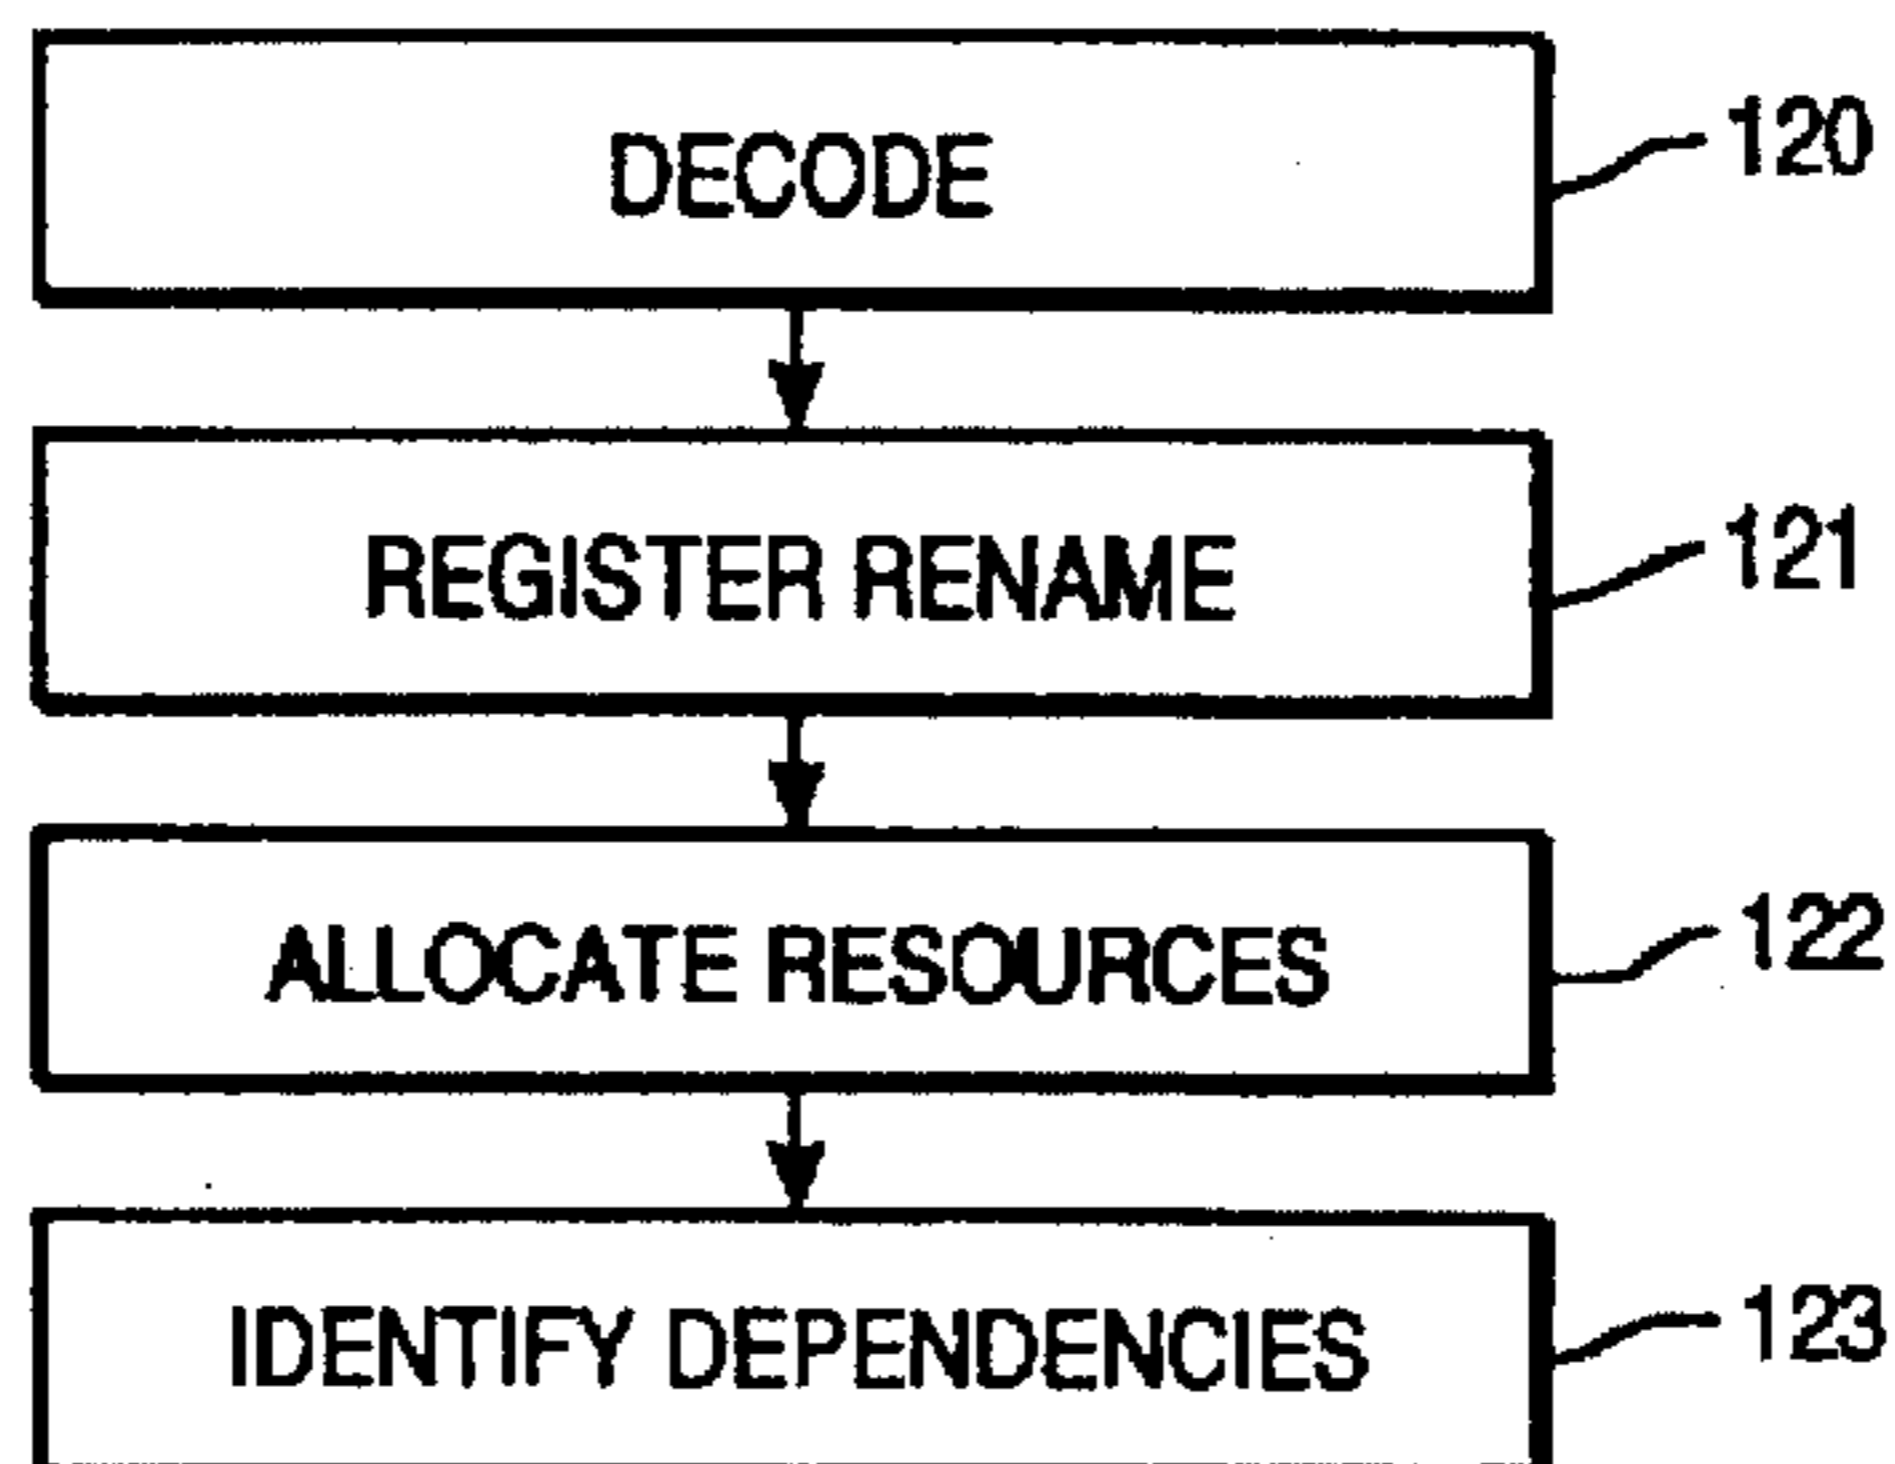 DECODE
120
REGISTER RENAME
121
ALLOCATE RESOURCES
122
IDENTIFY DEPENDENCIES
123